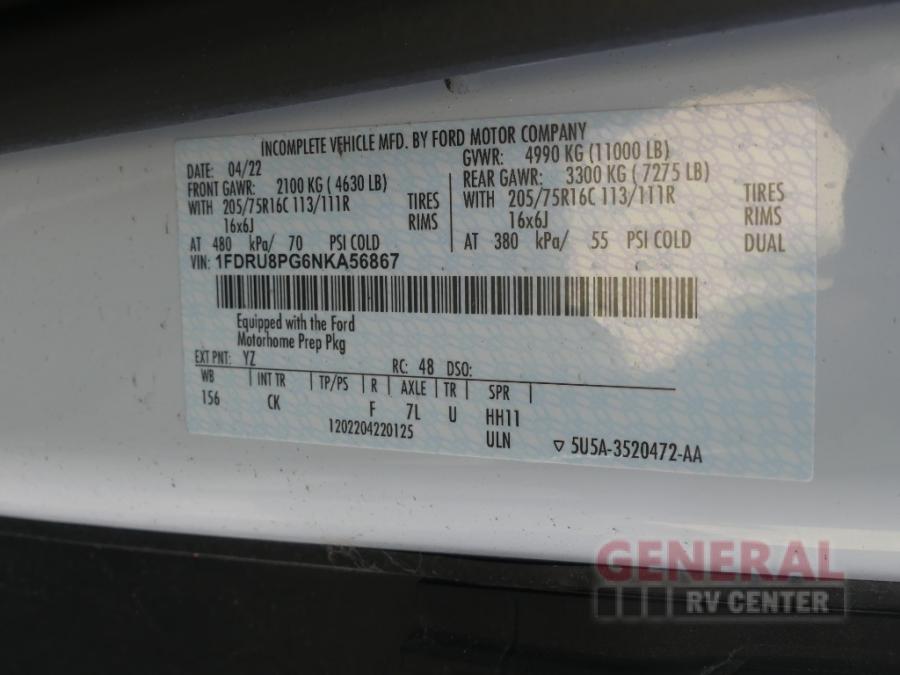 INCOMPLETE VEHICLE MFD. BY FORD MOTOR COMPANY
DATE: 04/22 GVWR: 4990 KG (11000 LB)
FRONT GAWR: 2100 KG ( 4630 LB) REAR GAWR: 3300 KG ( 7275 LB)
WITH 205/75R16C 113/111R TIRES WITH 205/75R16C 113/111R TIRES
16x6J RIMS 16x6J RIMS
AT 480 kPa/ 70 PSI COLD AT 380 kPa/ 55 PSI COLD DUAL
VIN: 1FDRU8PG6NKA56867
Equipped with the Ford
Motorhome Prep Pkg
EXT PNT: YZ RC: 48 DSO:
WB INT TR TP/PS R AXLE TR SPR
156 CK F 7L U HH11
1202204220125 ULN ▽ 5U5A-3520472-AA
GENERAL
RV CENTER